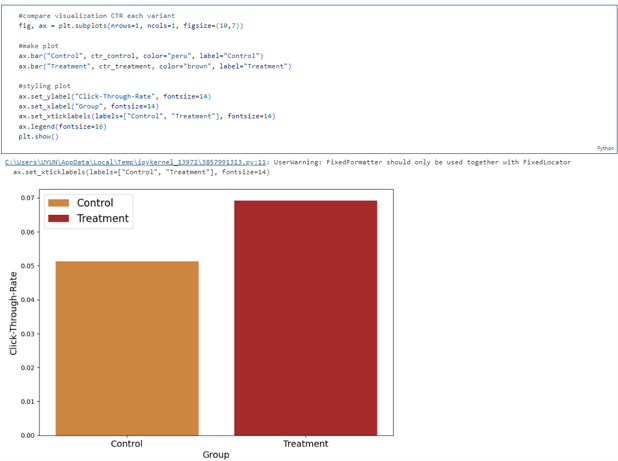 #compare visualization CTR each variant
fig, ax = plt.subplots(nrows=1, ncols=1, figsize=(10,7))
#make plot
ax.bar("Control", ctr_control, color="peru", label="Control")
ax.bar("Treatment", ctr_treatment, color="brown", label="Treatment")
#styling plot
ax.set_ylabel("Click-Through-Rate", fontsize=14)
ax.set_xlabel("Group", fontsize=14)
ax.set_xticklabels(labels=["Control", "Treatment"], fontsize=14)
ax.legend(fontsize=16)
plt.show()
Python
C:\Users\UYUN\AppData\Local\Temp\ipykernel_13972\3857991313.py:11: UserWarning: FixedFormatter should only be used together with FixedLocator
ax.set_xticklabels(labels=["Control", "Treatment"], fontsize=14)
Control
Treatment
0.07
0.06
0.05
0.04
0.03
0.02
0.01
0.00
Click-Through-Rate
Control
Treatment
Group